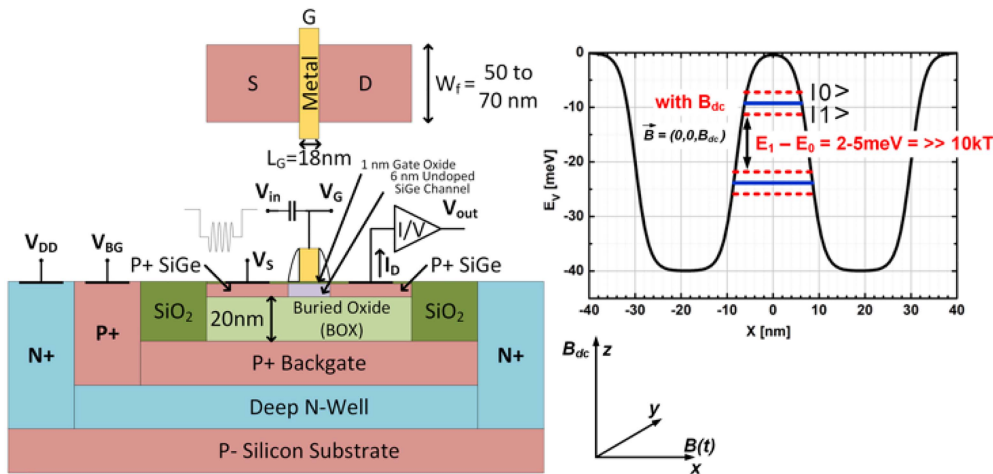 G
S
Metal
D
W_f = 50 to 70 nm
L_G=18nm
1 nm Gate Oxide
6 nm Undoped
SiGe Channel
V_in
V_G
V_out
I/V
V_DD
V_BG
P+ SiGe
V_S
I_D
P+ SiGe
SiO₂
20nm
Buried Oxide
(BOX)
SiO₂
N+
P+
N+
P+ Backgate
Deep N-Well
P- Silicon Substrate
E_V [meV]
0
-10
-20
-30
-40
with B_dc
B⃗ = (0,0,B_dc)
|0>
|1>
E₁ – E₀ = 2-5meV = >> 10kT
-40 -30 -20 -10 0 10 20 30 40
X [nm]
B_dc z
y
B(t)
x